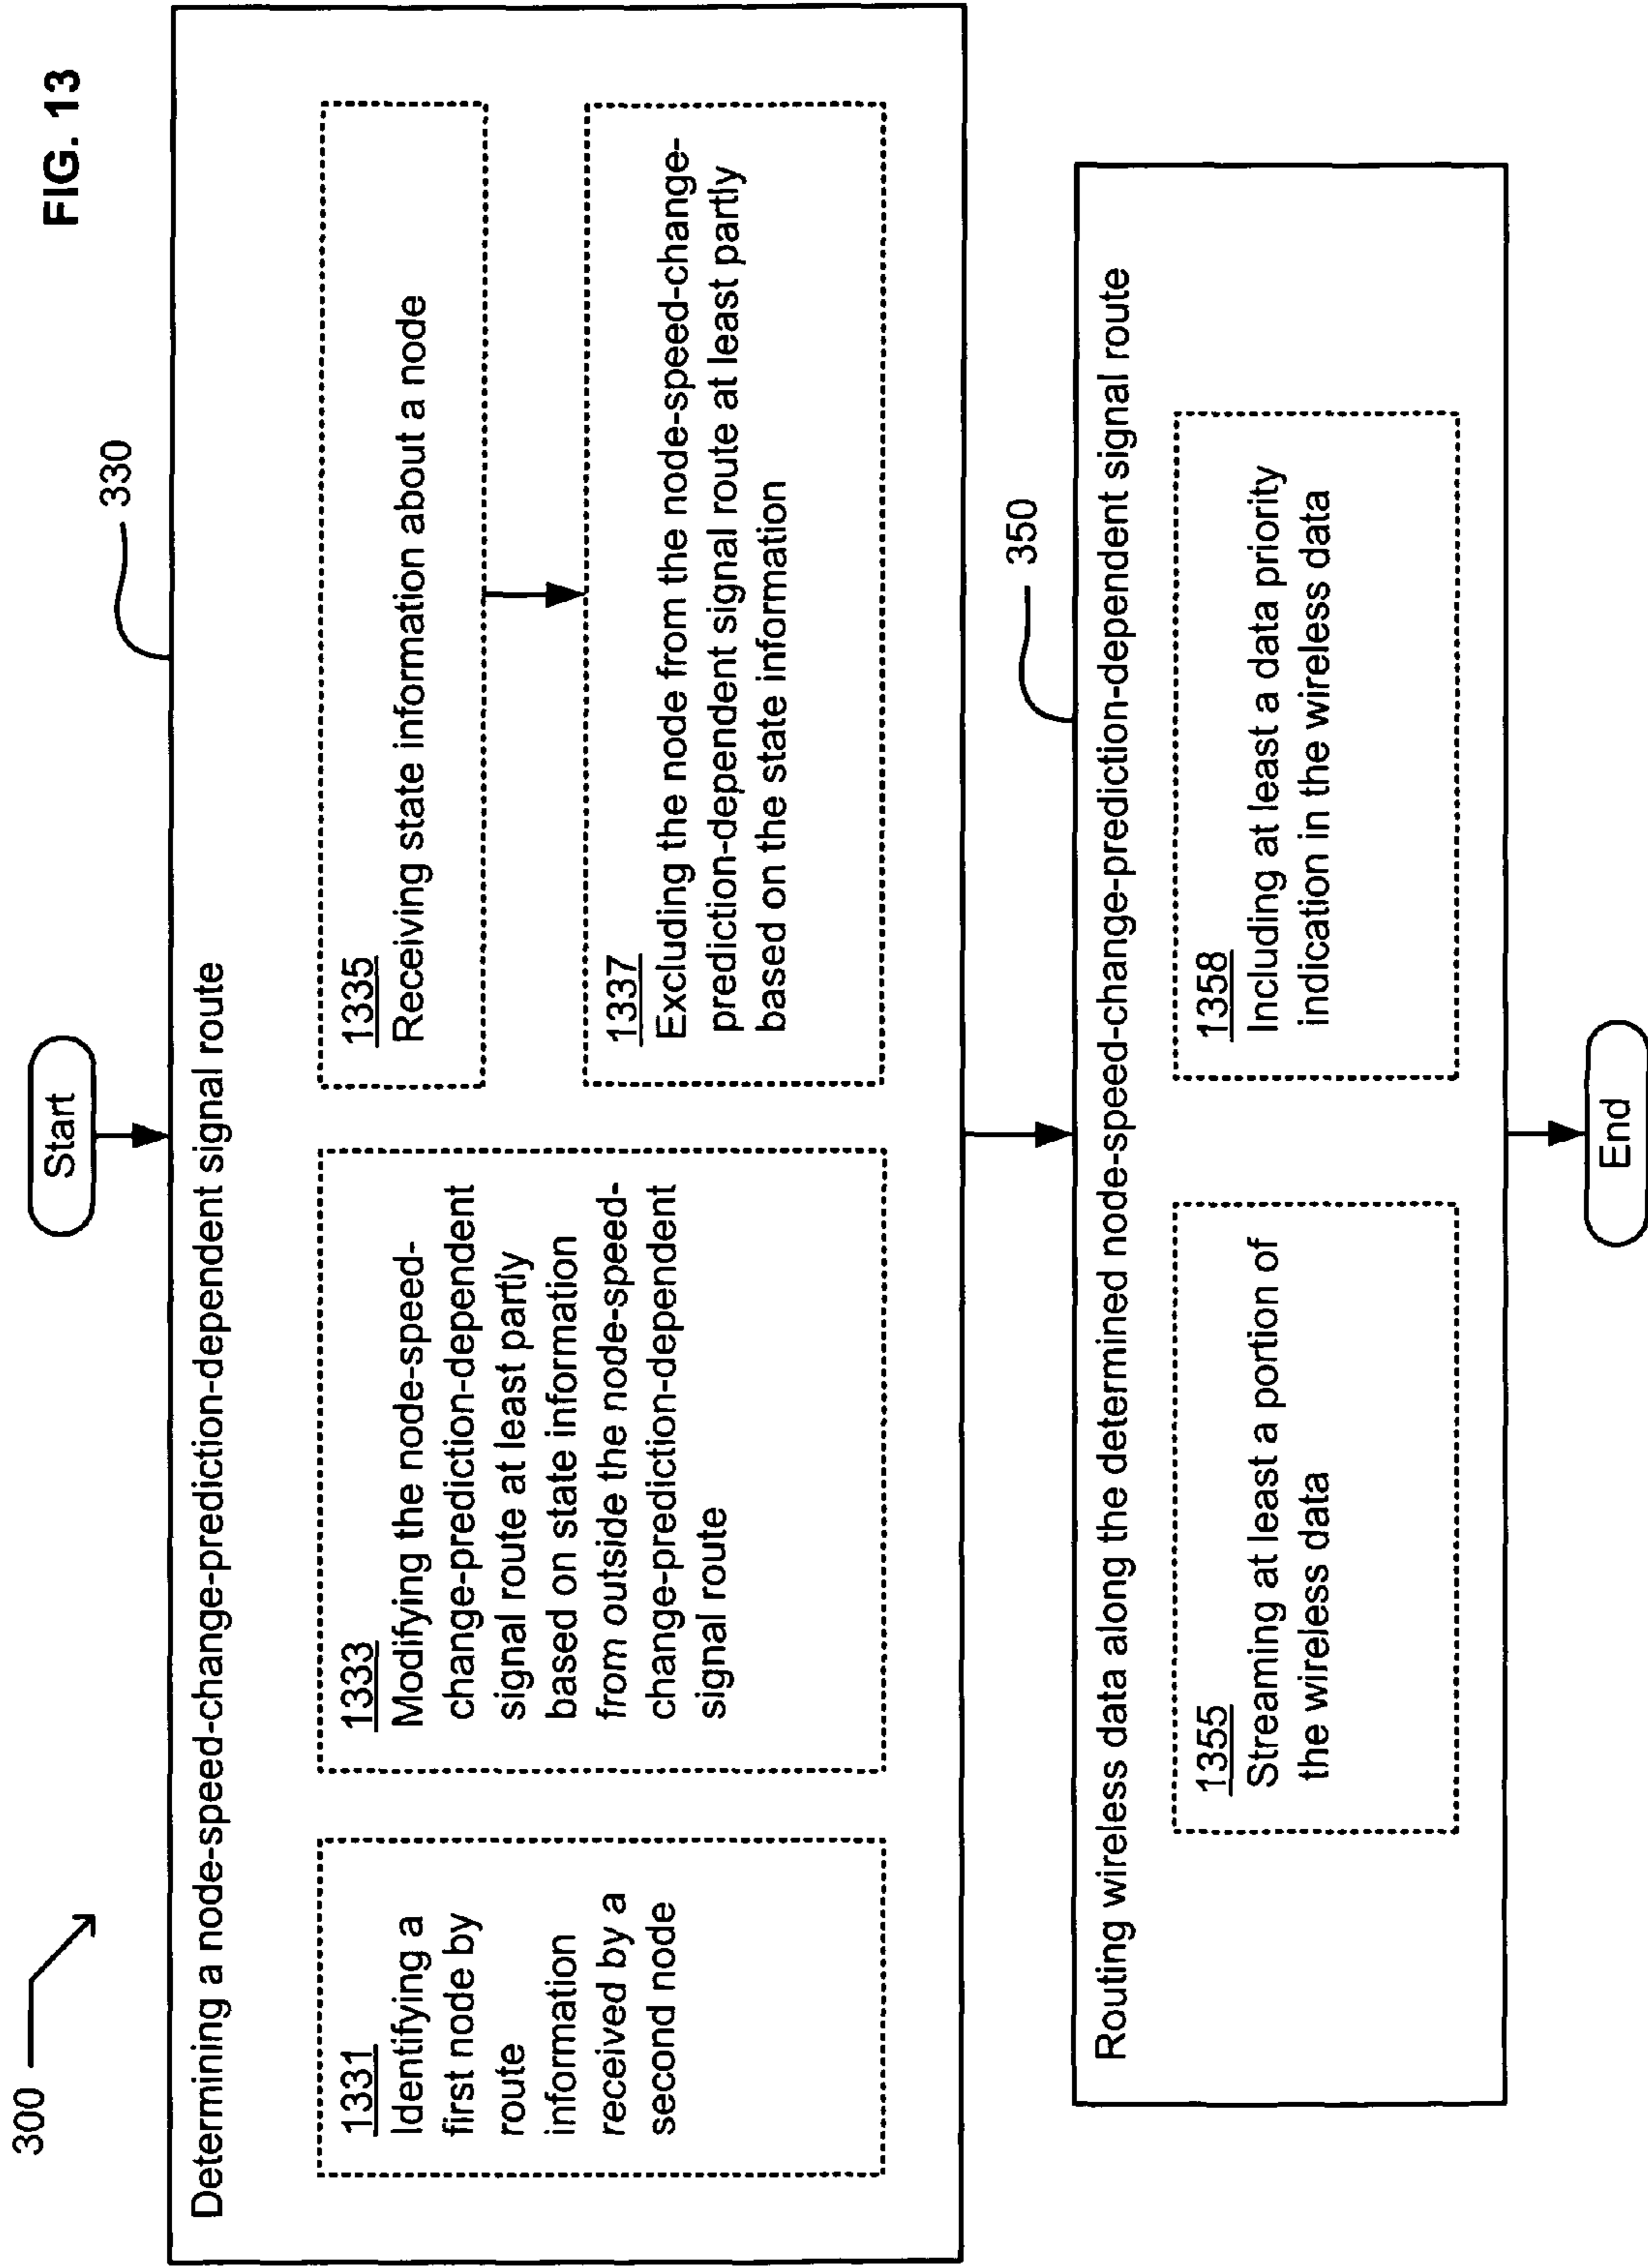 FIG. 13
300
Start
330
Determining a node-speed-change-prediction-dependent signal route
1331
Identifying a
first node by
route
information
received by a
second node
1333
Modifying the node-speed-
change-prediction-dependent
signal route at least partly
based on state information
from outside the node-speed-
change-prediction-dependent
signal route
1335
Receiving state information about a node
1337
Excluding the node from the node-speed-change-
prediction-dependent signal route at least partly
based on the state information
350
Routing wireless data along the determined node-speed-change-prediction-dependent signal route
1355
Streaming at least a portion of
the wireless data
1358
Including at least a data priority
indication in the wireless data
End